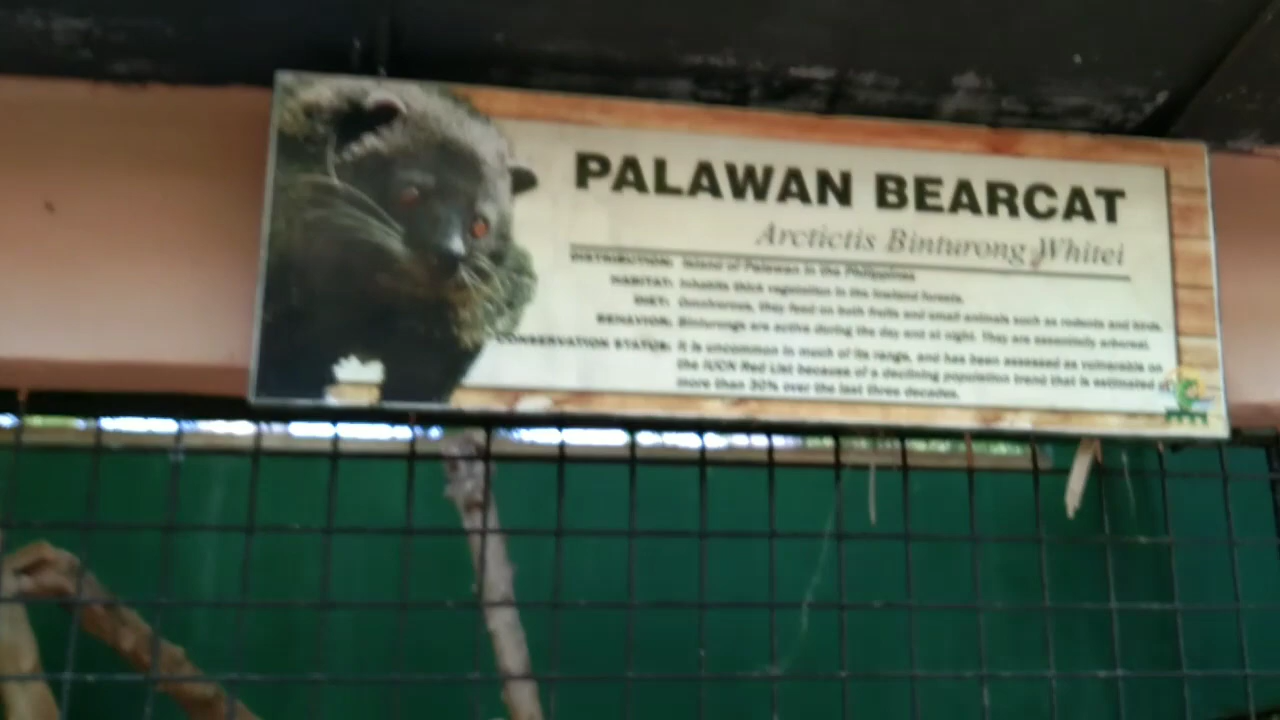 PALAWAN BEARCAT
Arctictis Binturong Whitei
DISTRIBUTION: Island of Palawan in the Philippines
HABITAT: Inhabits thick vegetation in the lowland forests.
DIET: Omnivorous, they feed on both fruits and small animals such as rodents and birds.
BEHAVIOR: Binturongs are active during the day and at night. They are essentially arboreal.
CONSERVATION STATUS: It is uncommon in much of its range, and has been assessed as vulnerable on
the IUCN Red List because of a declining population trend that is estimated at
more than 30% over the last three decades.